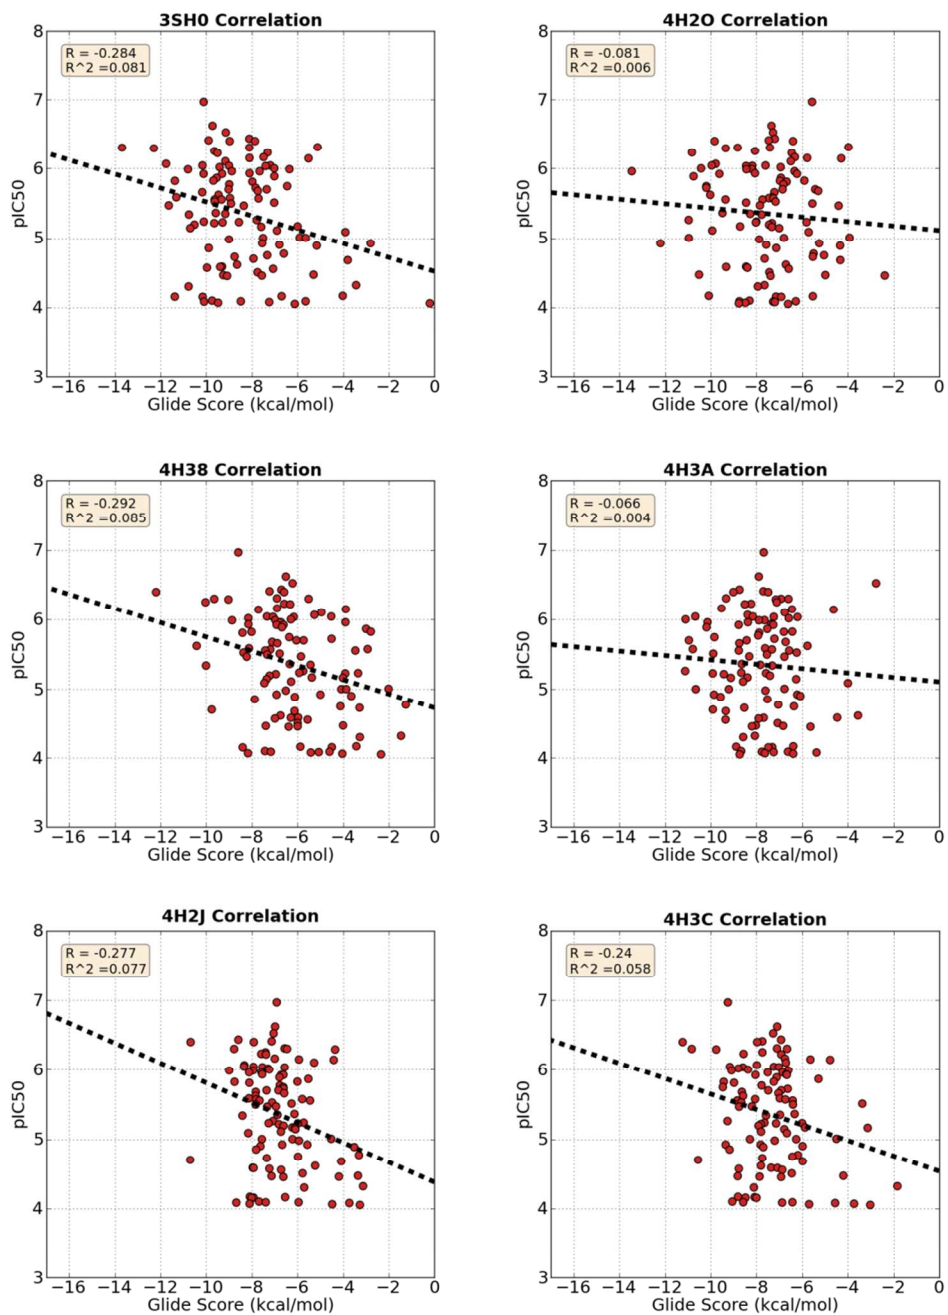 3SH0 Correlation
R = -0.284
R^2 =0.081
8
7
6
5
4
3
pIC50
−16 −14 −12 −10 −8 −6 −4 −2 0
Glide Score (kcal/mol)
4H2O Correlation
R = -0.081
R^2 =0.006
8
7
6
5
4
3
pIC50
−16 −14 −12 −10 −8 −6 −4 −2 0
Glide Score (kcal/mol)
4H38 Correlation
R = -0.292
R^2 =0.085
8
7
6
5
4
3
pIC50
−16 −14 −12 −10 −8 −6 −4 −2 0
Glide Score (kcal/mol)
4H3A Correlation
R = -0.066
R^2 =0.004
8
7
6
5
4
3
pIC50
−16 −14 −12 −10 −8 −6 −4 −2 0
Glide Score (kcal/mol)
4H2J Correlation
R = -0.277
R^2 =0.077
8
7
6
5
4
3
pIC50
−16 −14 −12 −10 −8 −6 −4 −2 0
Glide Score (kcal/mol)
4H3C Correlation
R = -0.24
R^2 =0.058
8
7
6
5
4
3
pIC50
−16 −14 −12 −10 −8 −6 −4 −2 0
Glide Score (kcal/mol)